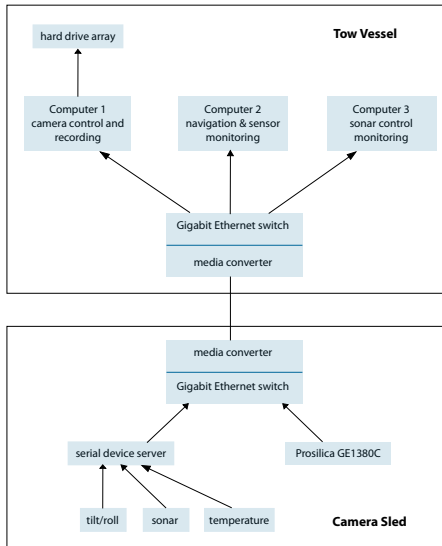 Tow Vessel
hard drive array
Computer 1
camera control and
recording
Computer 2
navigation & sensor
monitoring
Computer 3
sonar control
monitoring
Gigabit Ethernet switch
media converter
media converter
Gigabit Ethernet switch
serial device server
Prosilica GE1380C
tilt/roll
sonar
temperature
Camera Sled